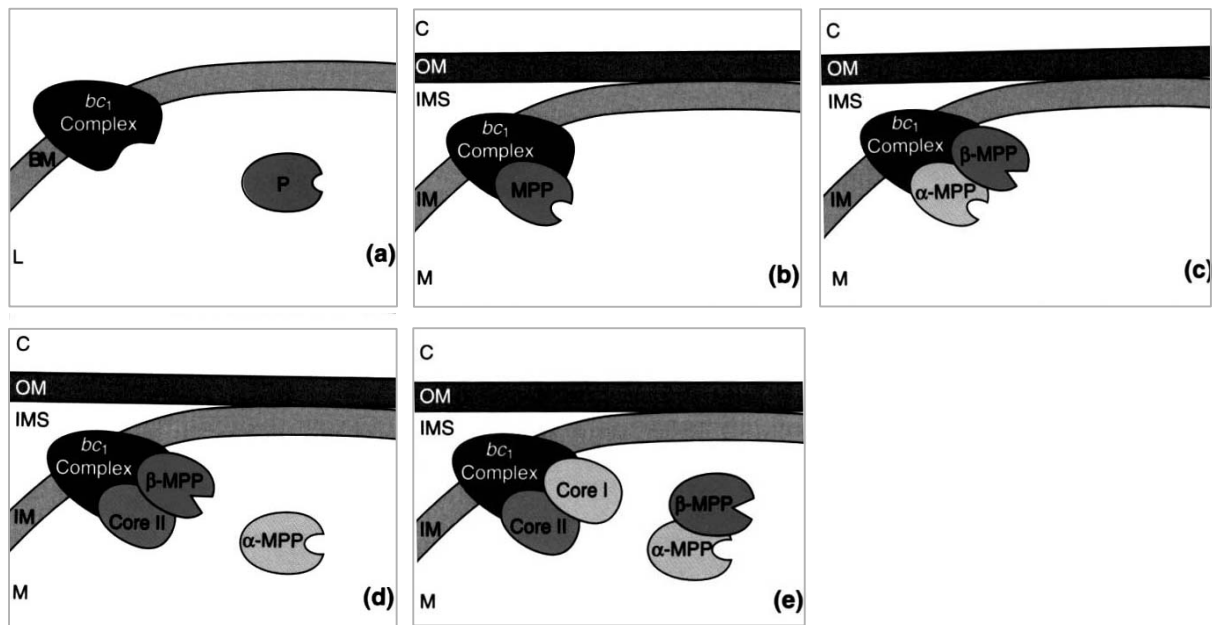 bc1
Complex
BM
P
L
(a)
C
OM
IMS
bc1
Complex
MPP
IM
M
(b)
C
OM
IMS
bc1
Complex
β-MPP
α-MPP
IM
M
(c)
C
OM
IMS
bc1
Complex
β-MPP
Core II
IM
α-MPP
M
(d)
C
OM
IMS
bc1
Complex
Core I
Core II
IM
β-MPP
α-MPP
M
(e)